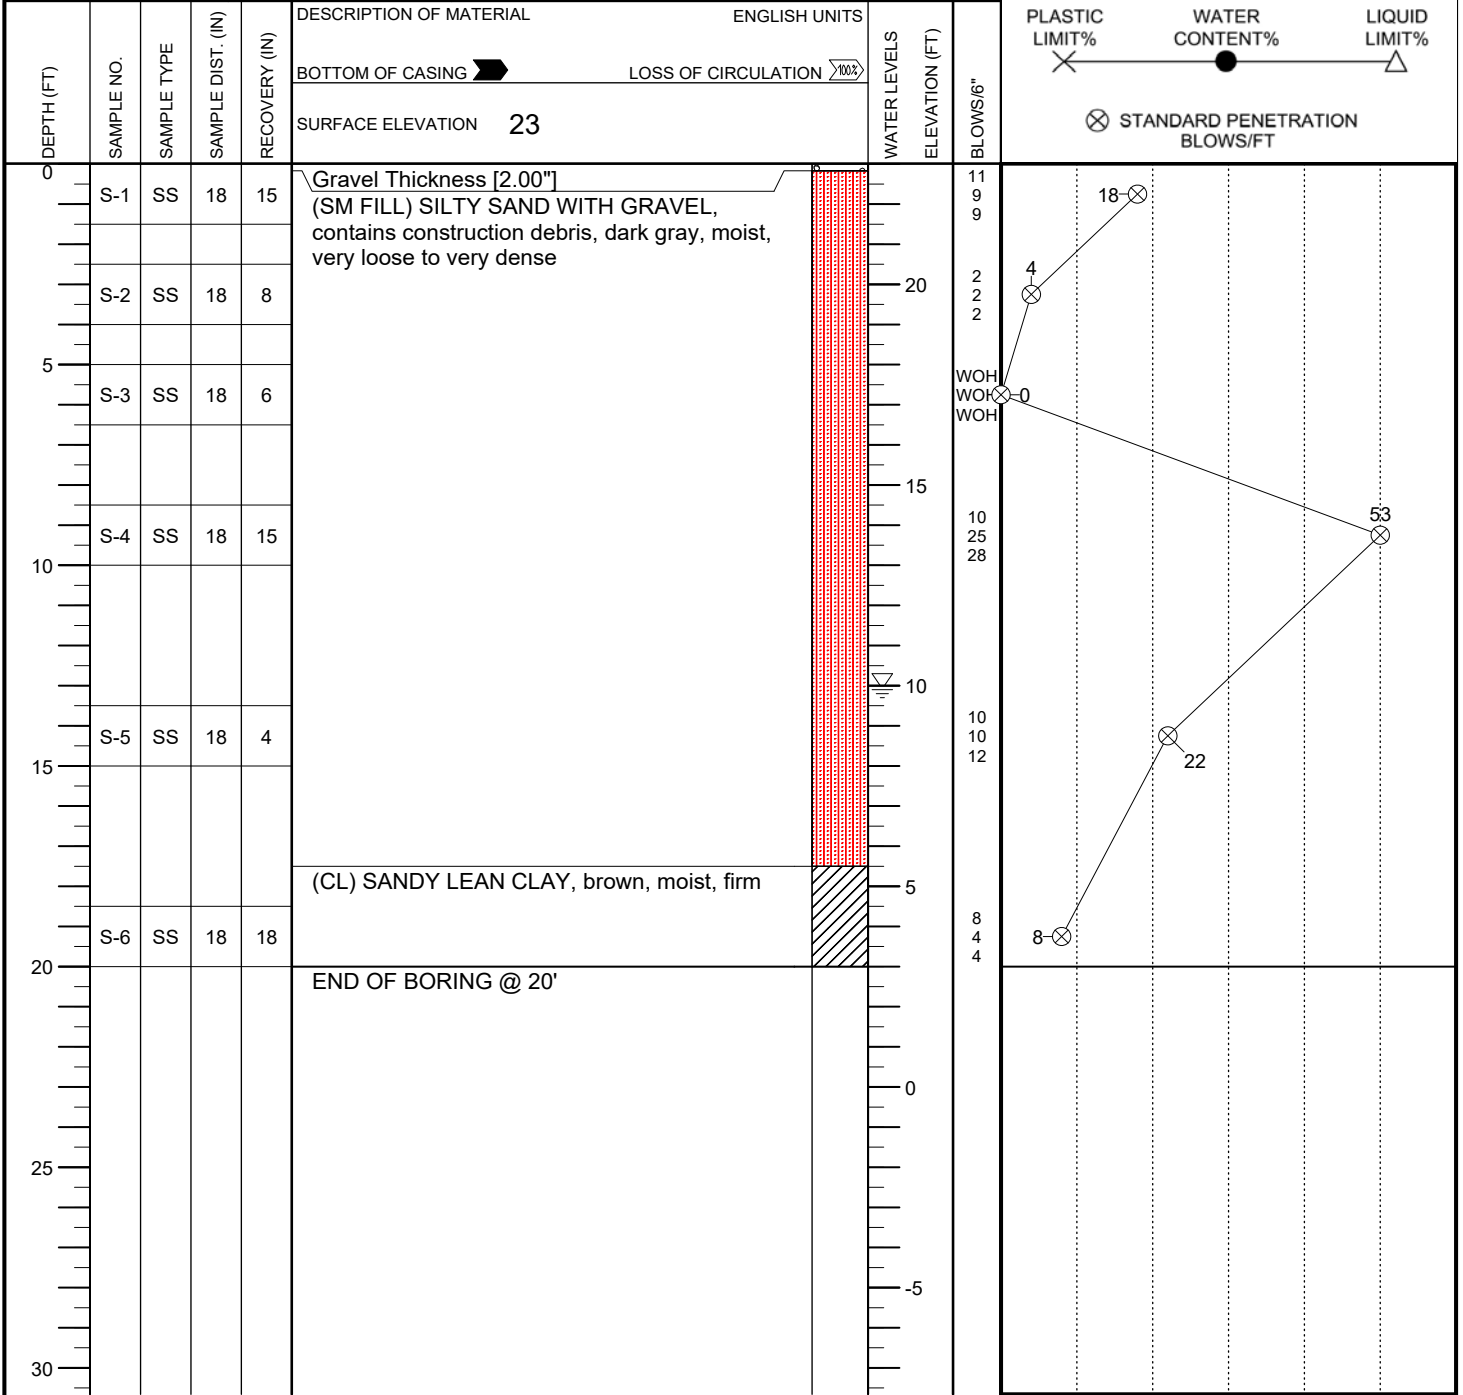 DESCRIPTION OF MATERIAL ENGLISH UNITS
BOTTOM OF CASING LOSS OF CIRCULATION 100%
SURFACE ELEVATION 23
DEPTH (FT)
SAMPLE NO.
SAMPLE TYPE
SAMPLE DIST. (IN)
RECOVERY (IN)
WATER LEVELS
ELEVATION (FT)
BLOWS/6"
PLASTIC LIMIT%
WATER CONTENT%
LIQUID LIMIT%
STANDARD PENETRATION
BLOWS/FT
0
Gravel Thickness [2.00"]
S-1 SS 18 15
(SM FILL) SILTY SAND WITH GRAVEL,
contains construction debris, dark gray, moist,
very loose to very dense
11
9
9
18
S-2 SS 18 8
20
2
2
2
4
5
S-3 SS 18 6
WOH
WOH
WOH
0
15
S-4 SS 18 15
10
25
28
53
10
10
S-5 SS 18 4
10
10
12
22
15
(CL) SANDY LEAN CLAY, brown, moist, firm
5
S-6 SS 18 18
8
4
4
8
20
END OF BORING @ 20'
0
25
-5
30